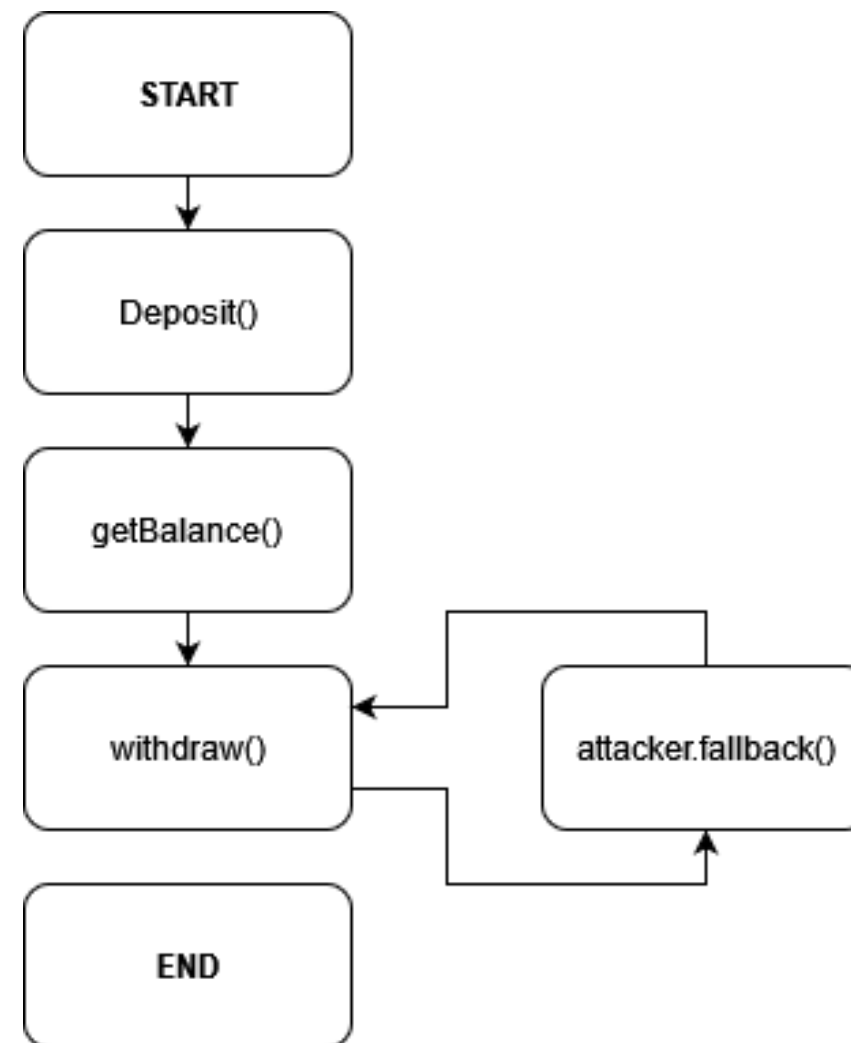 START
Deposit()
getBalance()
withdraw()
attacker.fallback()
END